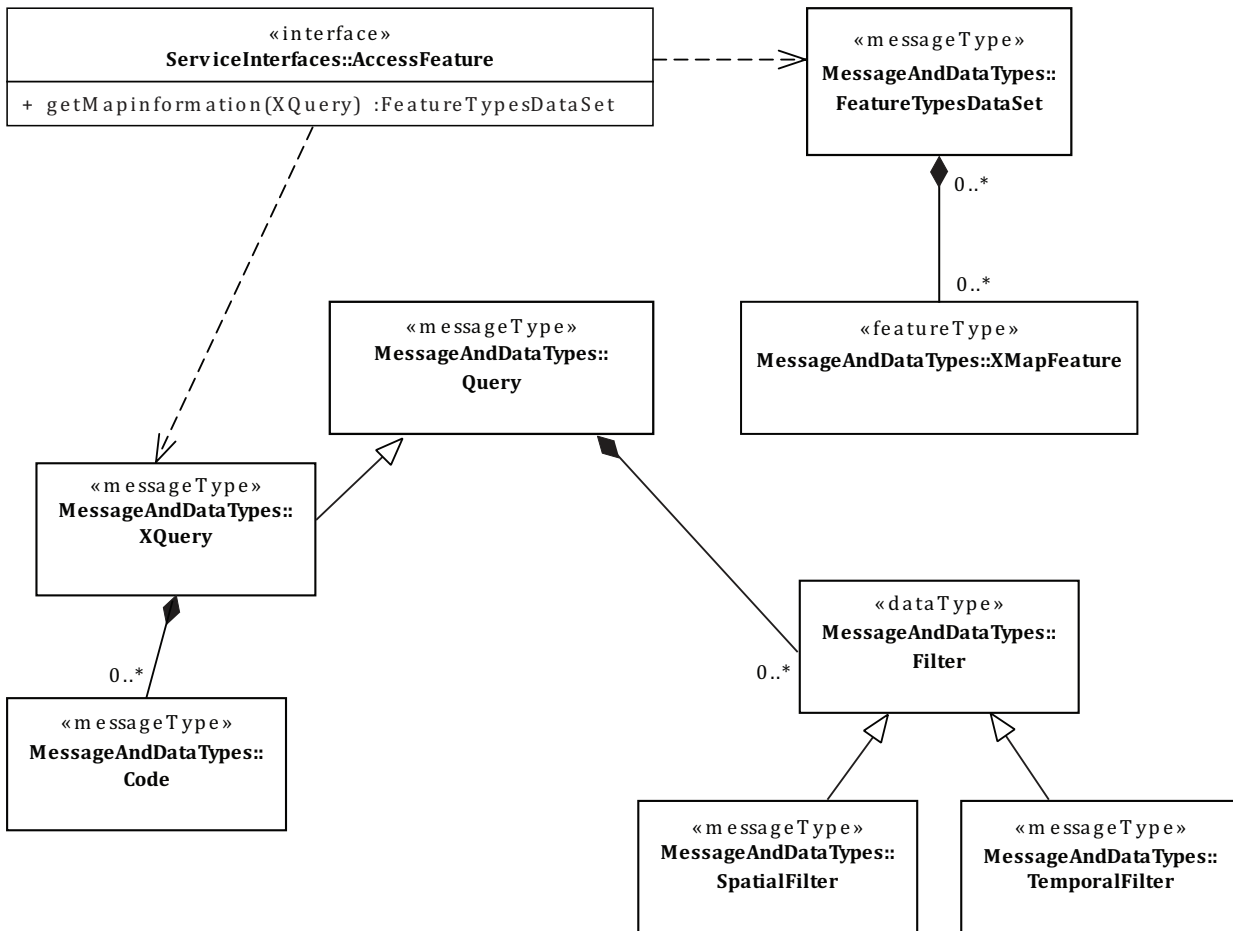 «interface»
ServiceInterfaces::AccessFeature
+ getMapinformation(XQuery) :FeatureTypesDataSet
«messageType»
MessageAndDataTypes::
FeatureTypesDataSet
0..*
0..*
«featureType»
MessageAndDataTypes::XMapFeature
«messageType»
MessageAndDataTypes::
Query
«messageType»
MessageAndDataTypes::
XQuery
0..*
«messageType»
MessageAndDataTypes::
Code
«dataType»
MessageAndDataTypes::
Filter
0..*
«messageType»
MessageAndDataTypes::
SpatialFilter
«messageType»
MessageAndDataTypes::
TemporalFilter